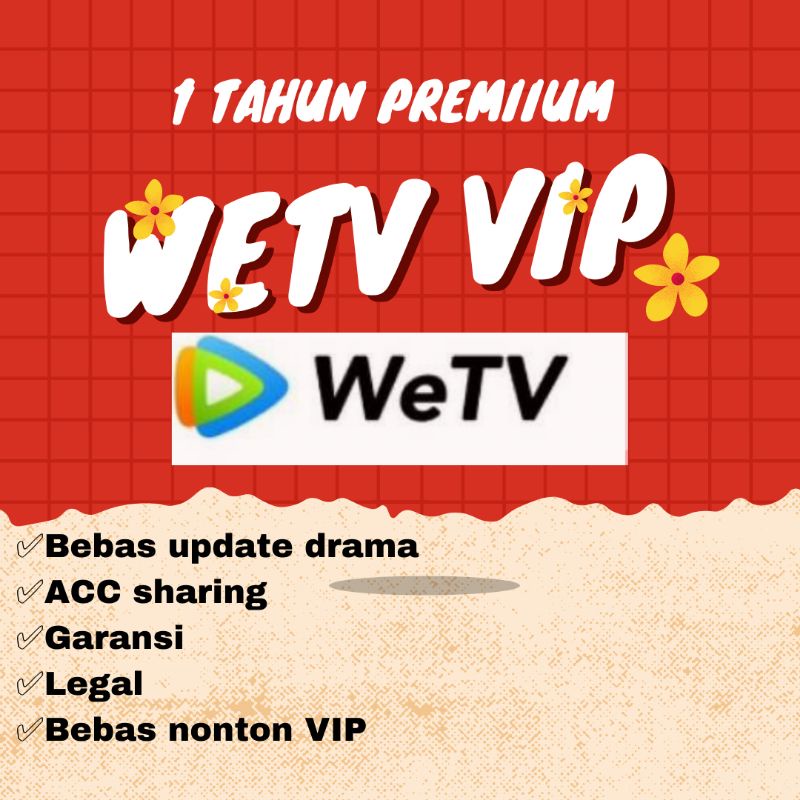 1 TAHUN PREMIIUM
WETV VIP
WeTV
✅Bebas update drama
✅ACC sharing
✅Garansi
✅Legal
✅Bebas nonton VIP